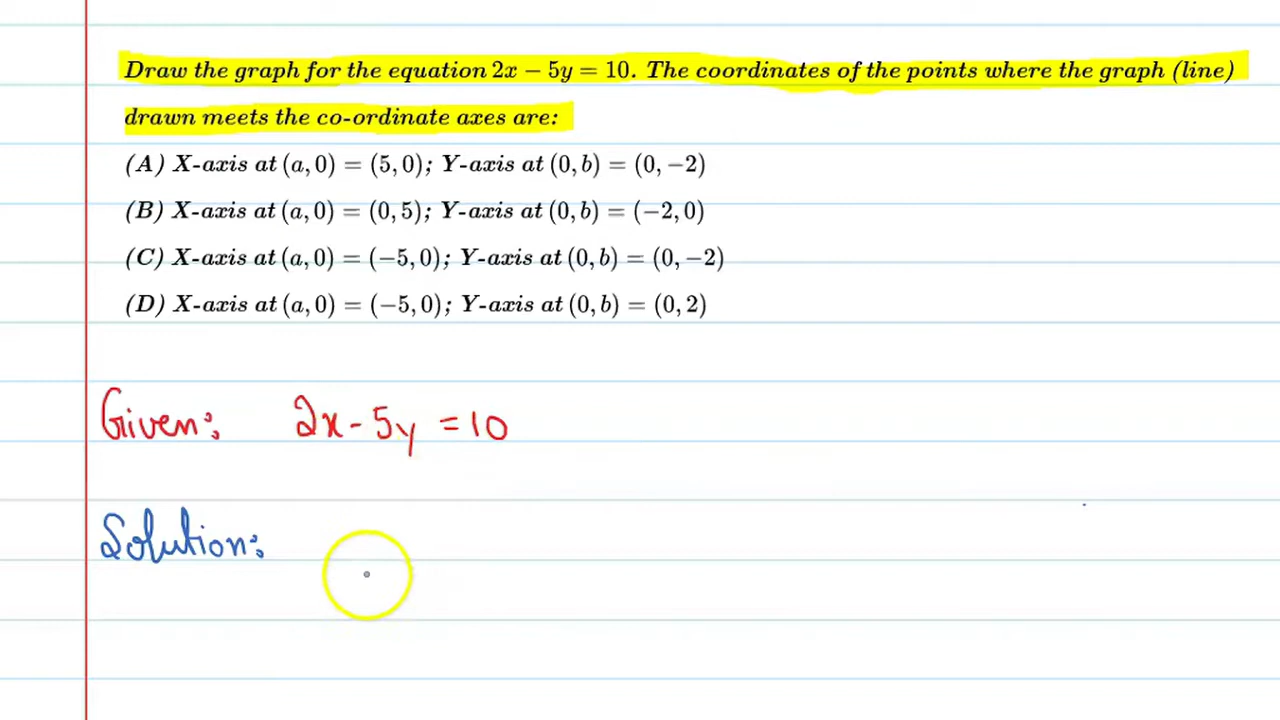 Draw the graph for the equation 2x − 5y = 10. The coordinates of the points where the graph (line)
drawn meets the co-ordinate axes are:
(A) X-axis at (a, 0) = (5, 0); Y-axis at (0, b) = (0, −2)
(B) X-axis at (a, 0) = (0, 5); Y-axis at (0, b) = (−2, 0)
(C) X-axis at (a, 0) = (−5, 0); Y-axis at (0, b) = (0, −2)
(D) X-axis at (a, 0) = (−5, 0); Y-axis at (0, b) = (0, 2)
Given: 2x - 5y = 10
Solution: